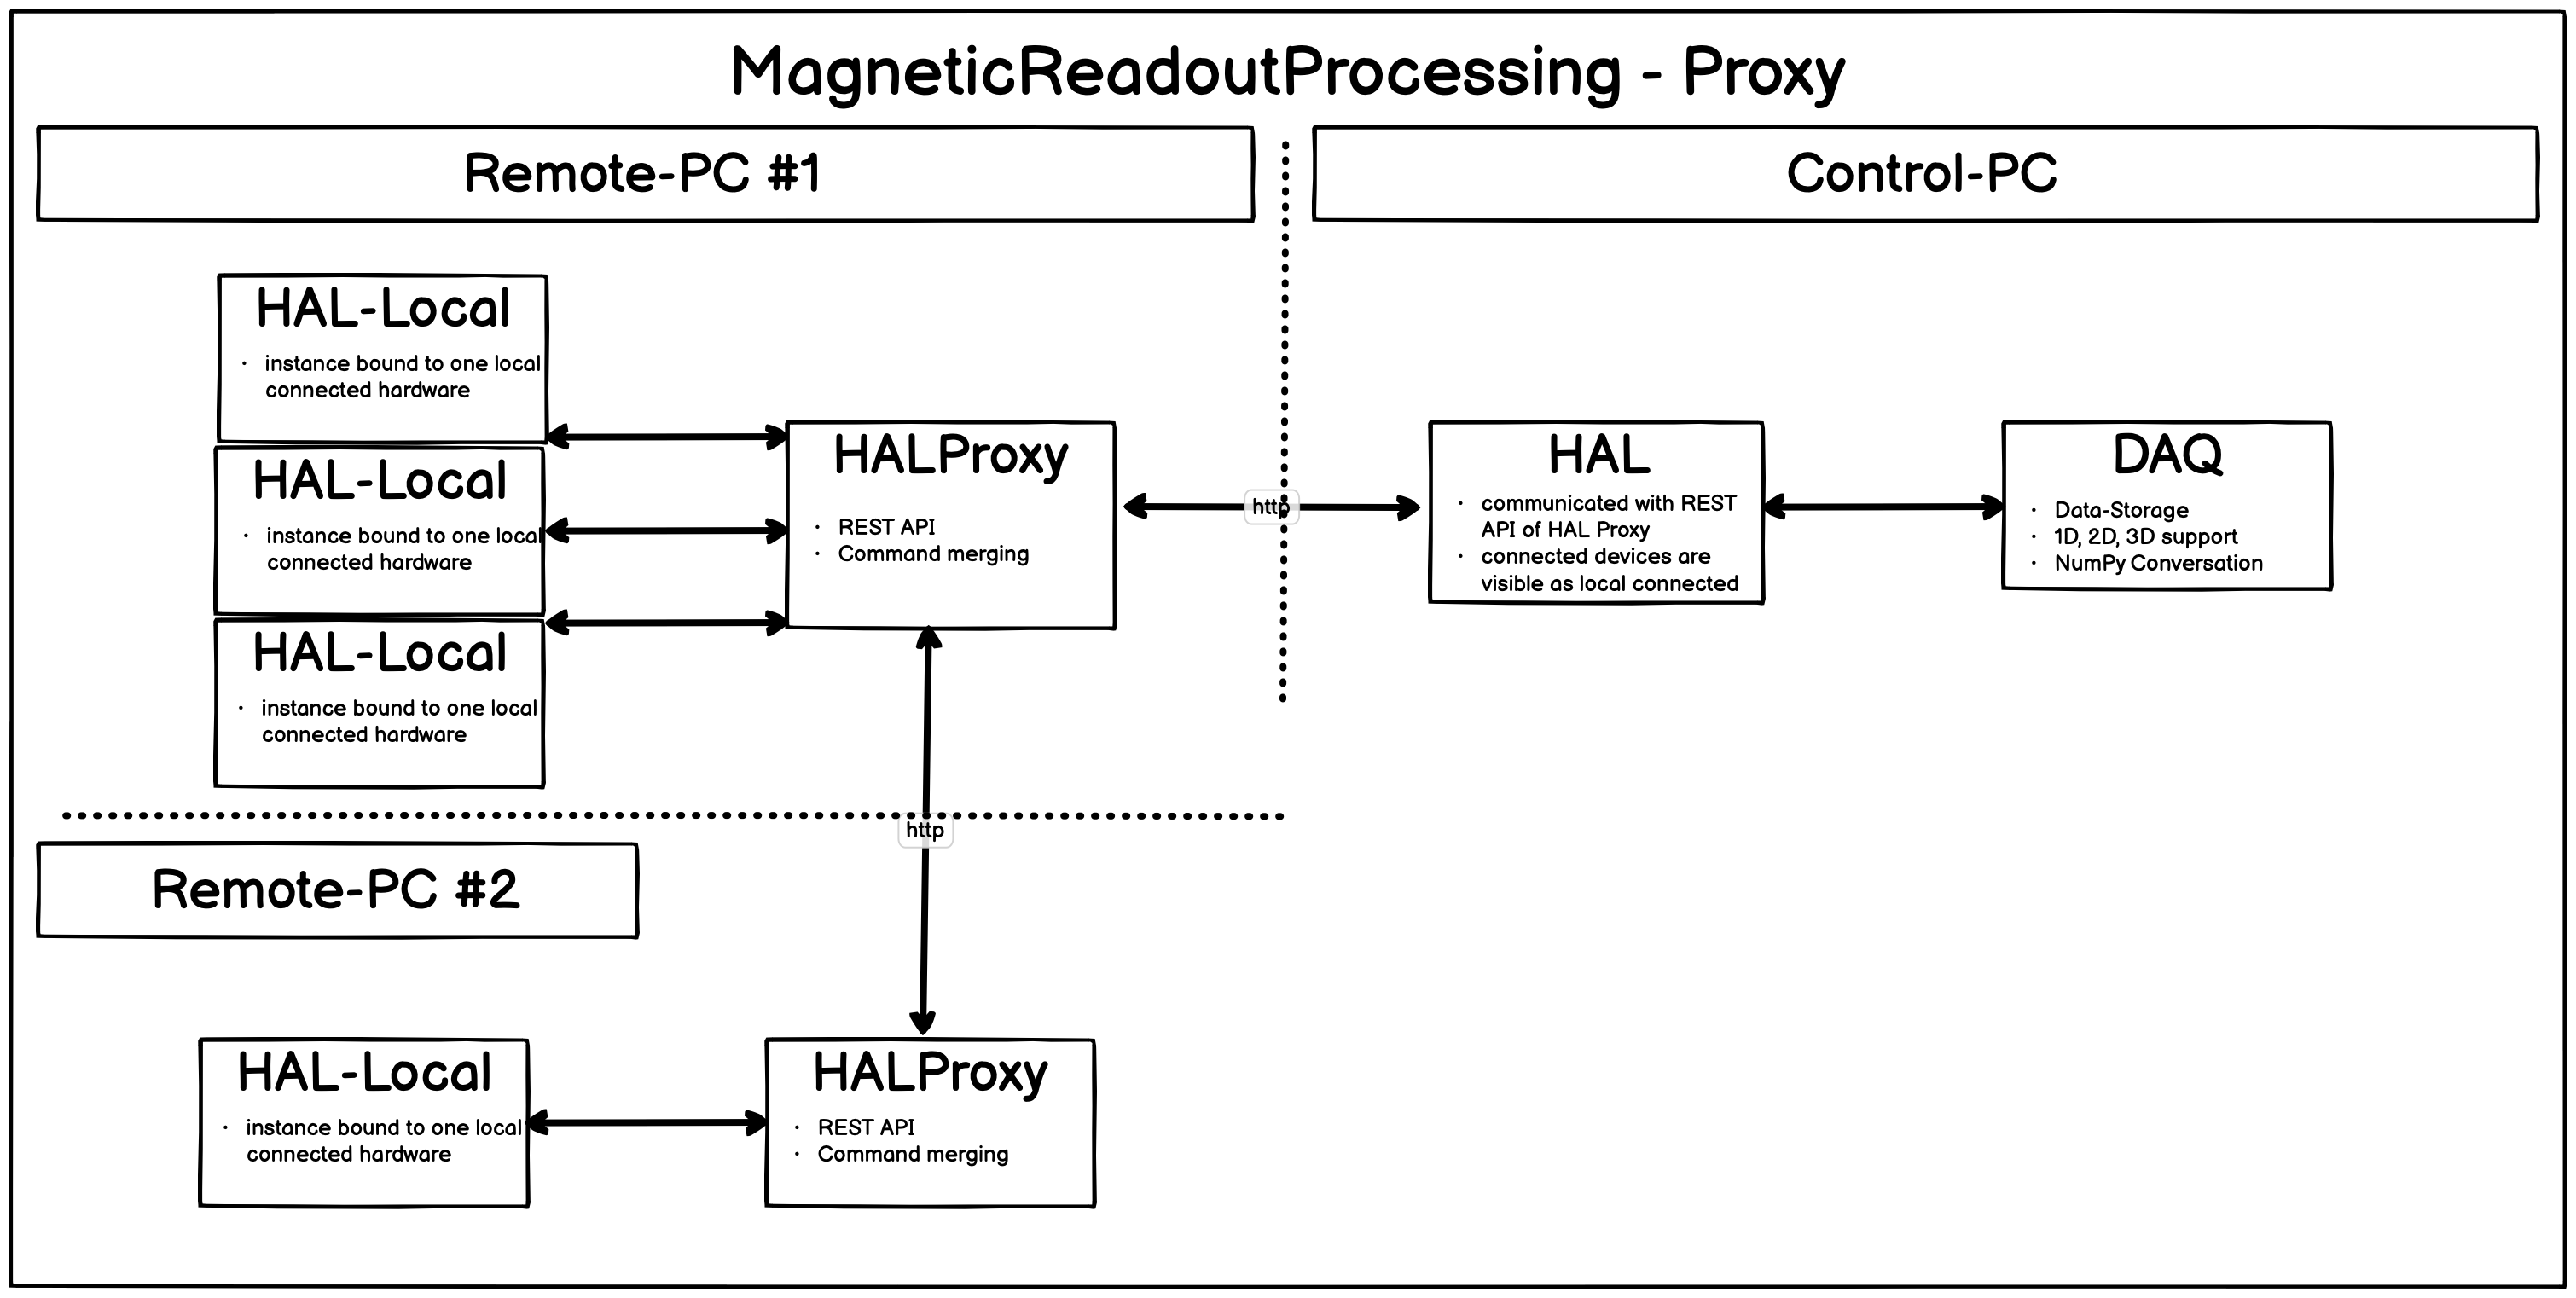 MagneticReadoutProcessing - Proxy
Remote-PC #1
Control-PC
HAL-Local
· instance bound to one local
connected hardware
HAL-Local
· instance bound to one local
connected hardware
HAL-Local
· instance bound to one local
connected hardware
HALProxy
· REST API
· Command merging
http
HAL
· communicated with REST
API of HAL Proxy
· connected devices are
visible as local connected
DAQ
· Data-Storage
· 1D, 2D, 3D support
· NumPy Conversation
http
Remote-PC #2
HAL-Local
· instance bound to one local
connected hardware
HALProxy
· REST API
· Command merging